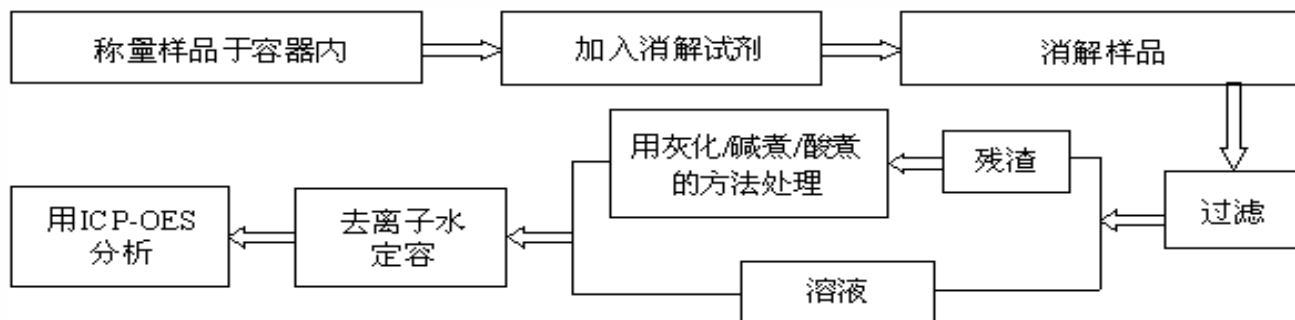 称量样品于容器内
加入消解试剂
消解样品
过滤
残渣
用灰化/碱煮/酸煮
的方法处理
溶液
去离子水
定容
用ICP-OES
分析